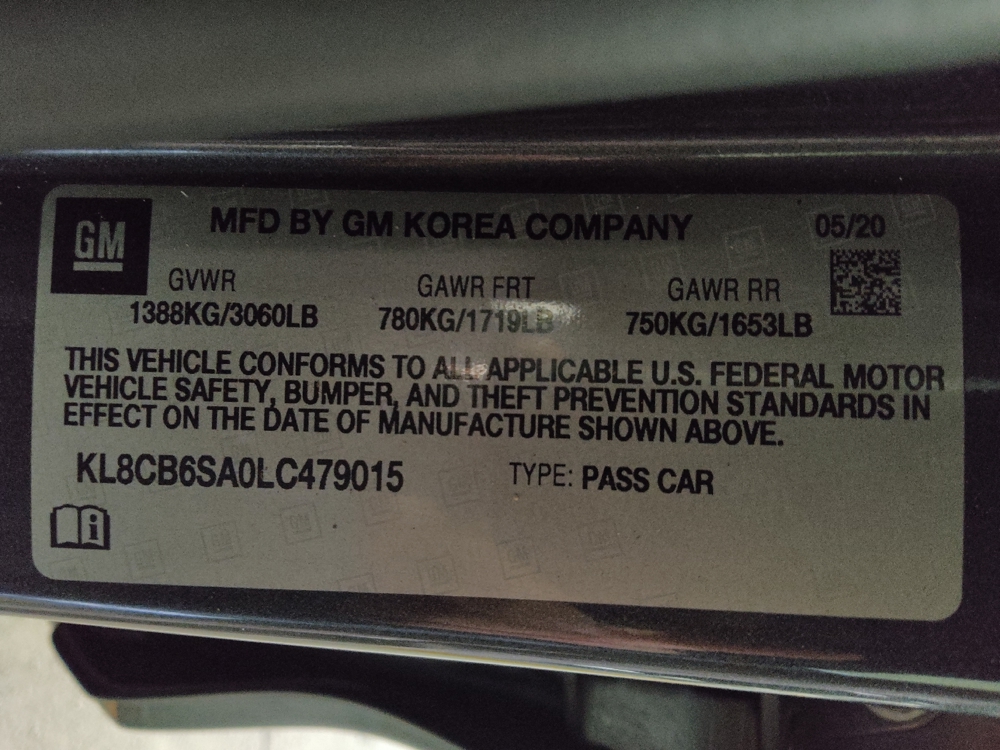 GM
MFD BY GM KOREA COMPANY 05/20
GVWR GAWR FRT GAWR RR
1388KG/3060LB 780KG/1719LB 750KG/1653LB
THIS VEHICLE CONFORMS TO ALL APPLICABLE U.S. FEDERAL MOTOR
VEHICLE SAFETY, BUMPER, AND THEFT PREVENTION STANDARDS IN
EFFECT ON THE DATE OF MANUFACTURE SHOWN ABOVE.
KL8CB6SA0LC479015 TYPE: PASS CAR